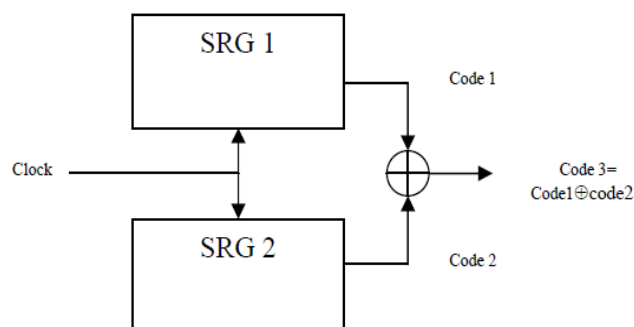 SRG 1
Code 1
Clock
Code 3=
Code1⊕code2
SRG 2
Code 2